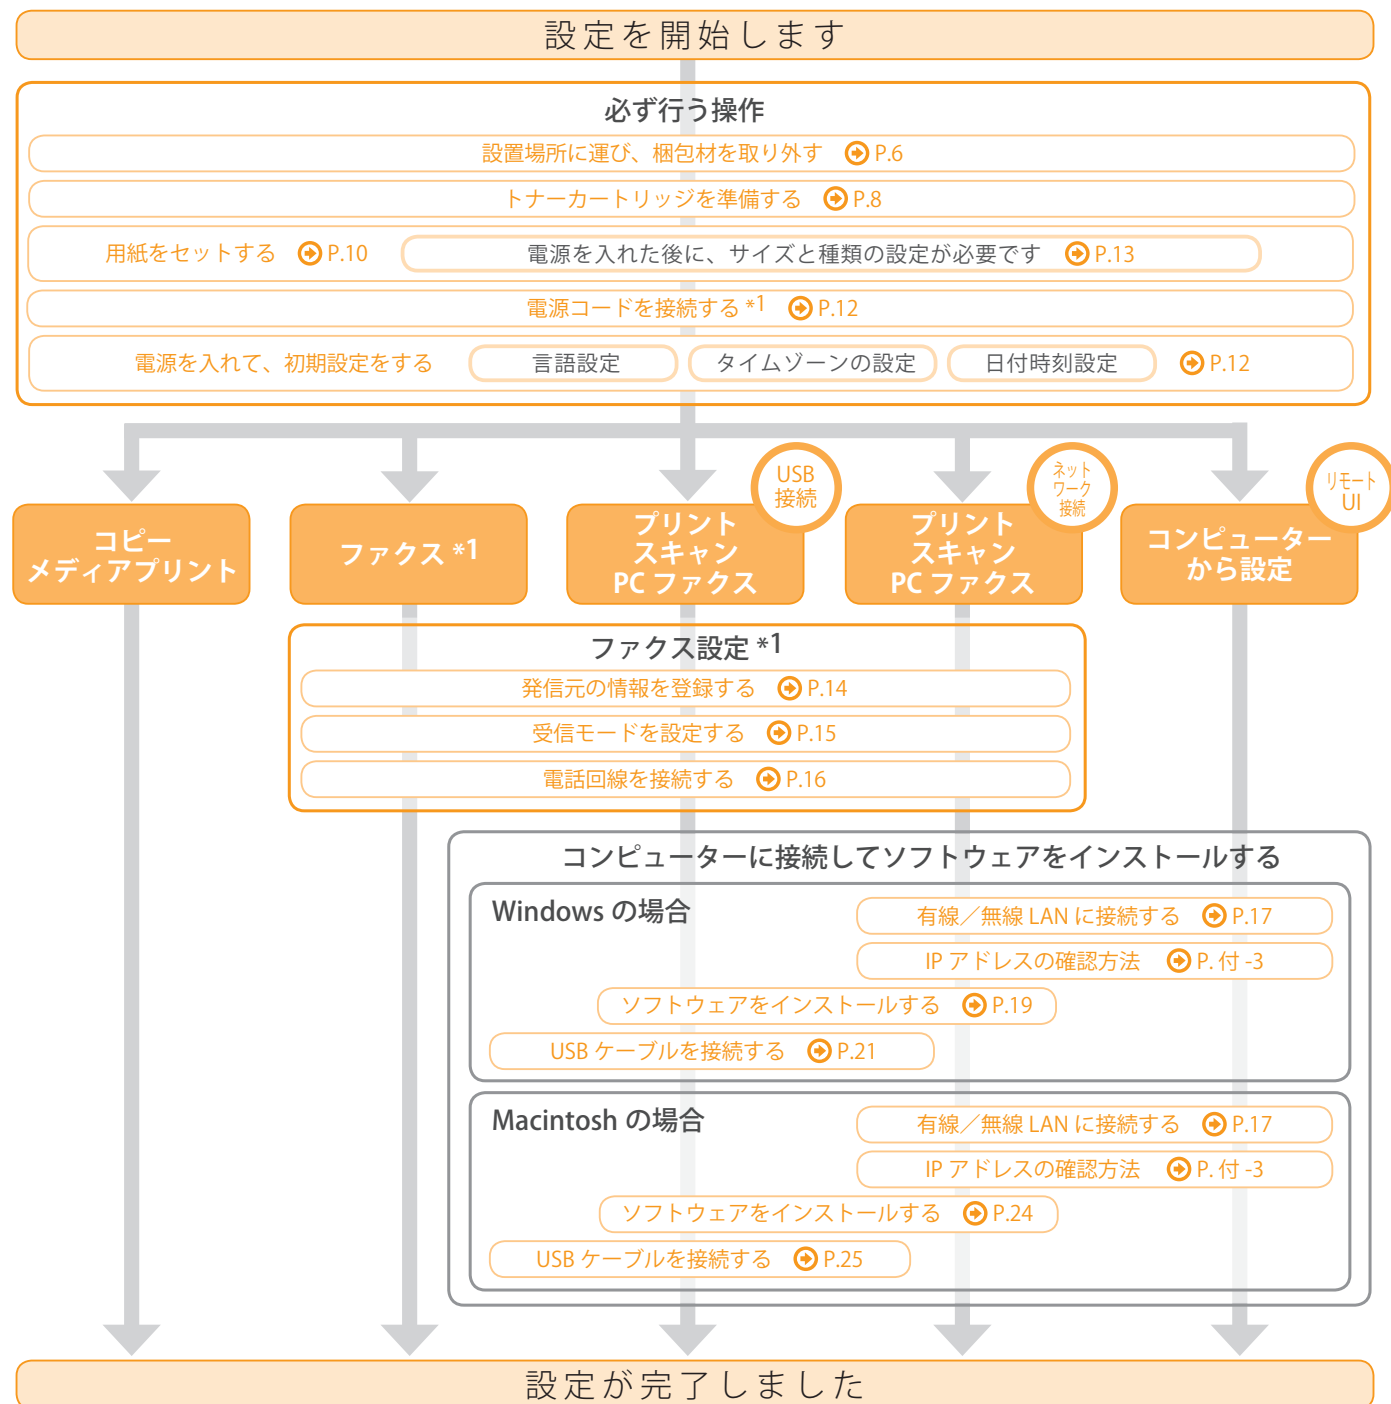 設定を開始します
必ず行う操作
設置場所に運び、梱包材を取り外す P.6
トナーカートリッジを準備する P.8
用紙をセットする P.10 電源を入れた後に、サイズと種類の設定が必要です P.13
電源コードを接続する *1 P.12
電源を入れて、初期設定をする 言語設定 タイムゾーンの設定 日付時刻設定 P.12
コピー
メディアプリント
ファクス *1
USB
接続
プリント
スキャン
PC ファクス
ネット
ワーク
接続
プリント
スキャン
PC ファクス
リモート
UI
コンピューター
から設定
ファクス設定 *1
発信元の情報を登録する P.14
受信モードを設定する P.15
電話回線を接続する P.16
コンピューターに接続してソフトウェアをインストールする
Windows の場合
有線／無線 LAN に接続する P.17
IP アドレスの確認方法 P. 付 -3
ソフトウェアをインストールする P.19
USB ケーブルを接続する P.21
Macintosh の場合
有線／無線 LAN に接続する P.17
IP アドレスの確認方法 P. 付 -3
ソフトウェアをインストールする P.24
USB ケーブルを接続する P.25
設定が完了しました